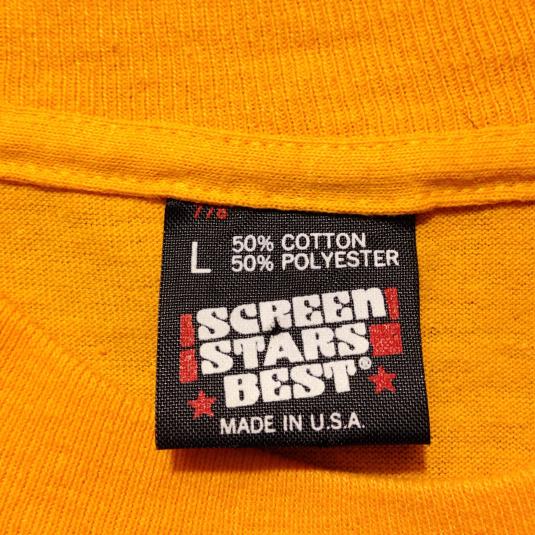 L 50% COTTON
50% POLYESTER
SCREEN
STARS
BEST®
MADE IN U.S.A.